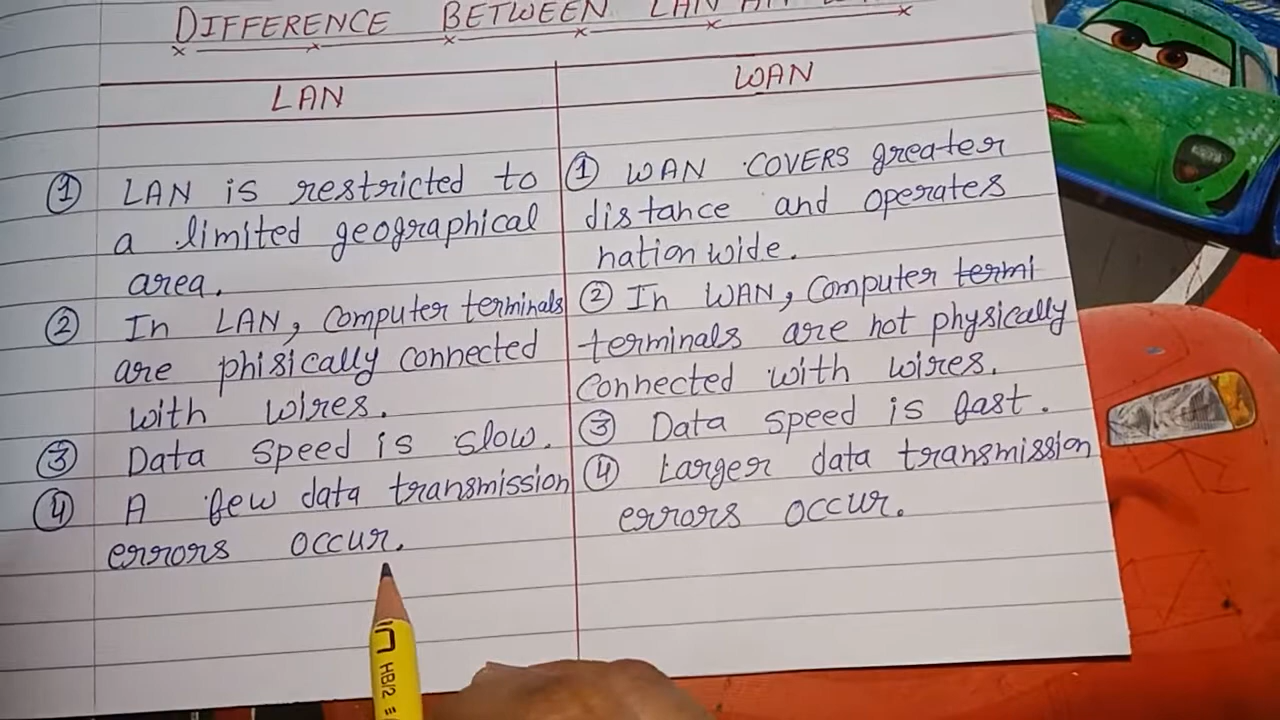 DIFFERENCE BETWEEN LAN
LAN
① LAN is restricted to
a limited geographical
area.
② In LAN, computer terminals
are phisically connected
with wires.
③ Data speed is slow.
④ A few data transmission
errors occur.
WAN
① WAN COVERS greater
distance and operates
nation wide.
② In WAN, computer termi
terminals are not physically
connected with wires.
③ Data speed is fast.
④ Larger data transmission
errors occur.
HB/2